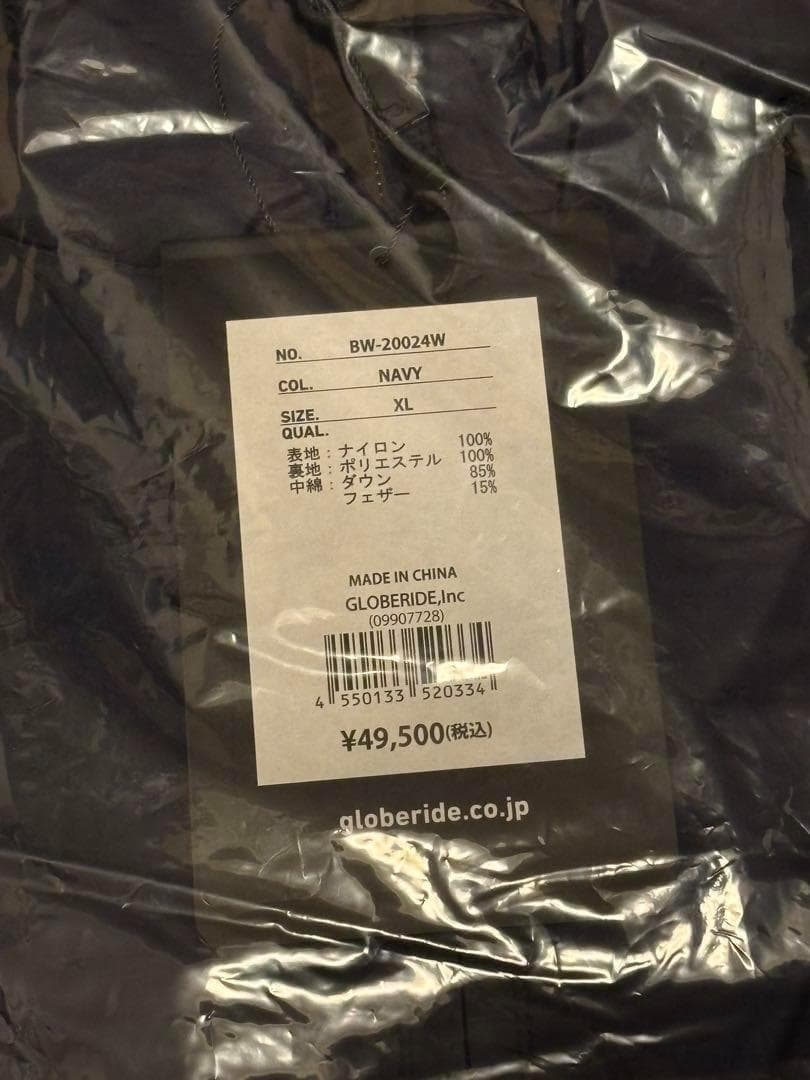 NO. BW-20024W
COL. NAVY
SIZE. XL
QUAL.
表地：ナイロン 100%
裏地：ポリエステル 100%
中綿：ダウン 85%
フェザー 15%
MADE IN CHINA
GLOBERIDE,Inc
(09907728)
4 550133 520334
¥49,500(税込)
globeride.co.jp